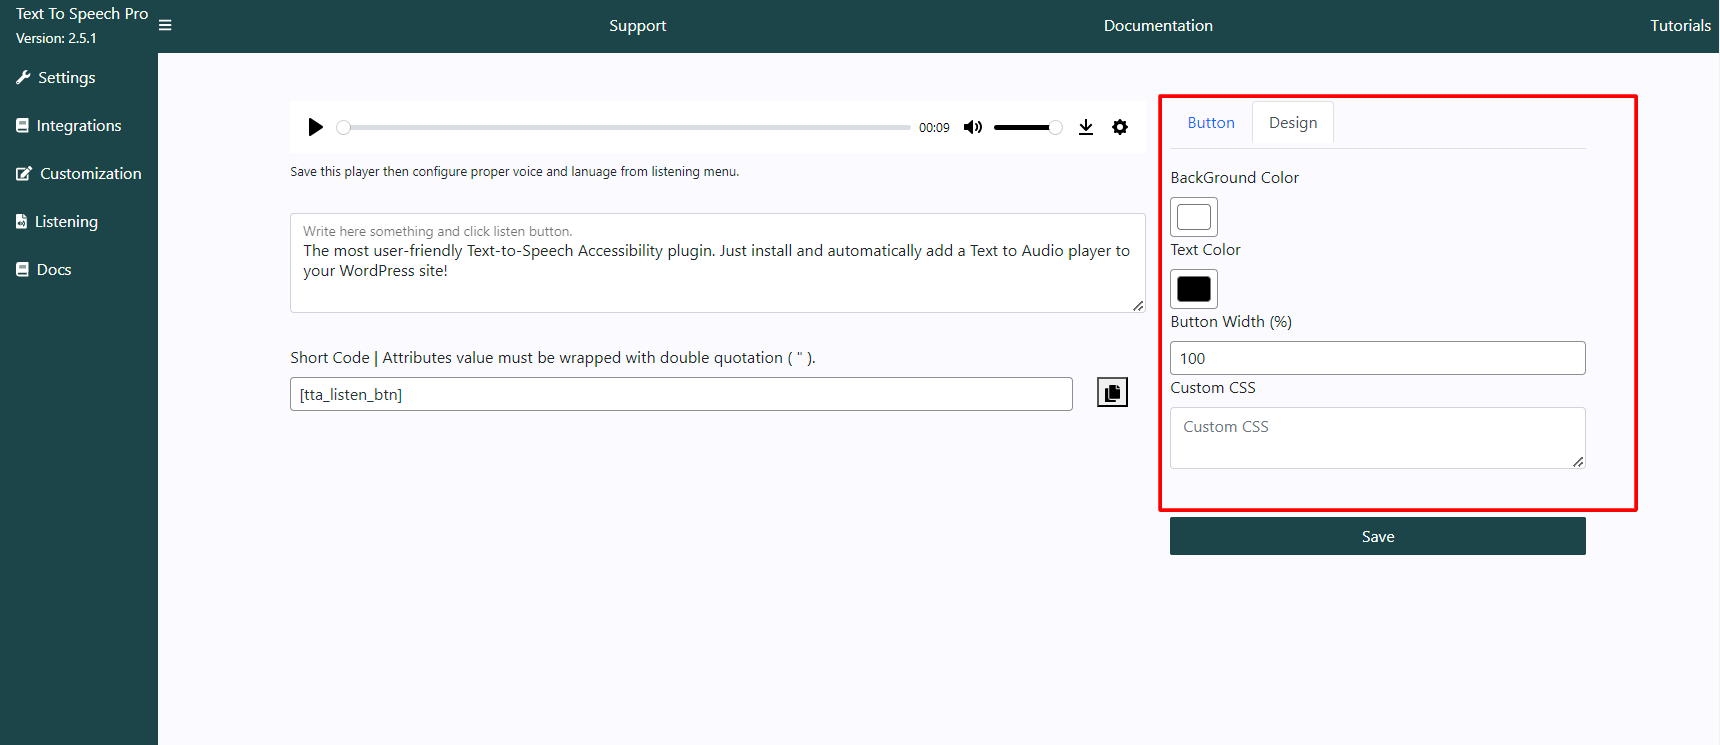 Text To Speech Pro
Version: 2.5.1
Support
Documentation
Tutorials
Settings
Integrations
Customization
Listening
Docs
00:09
Save this player then configure proper voice and lanuage from listening menu.
Write here something and click listen button.
The most user-friendly Text-to-Speech Accessibility plugin. Just install and automatically add a Text to Audio player to
your WordPress site!
Short Code | Attributes value must be wrapped with double quotation ( " ).
[tta_listen_btn]
Button
Design
BackGround Color
Text Color
Button Width (%)
100
Custom CSS
Custom CSS
Save